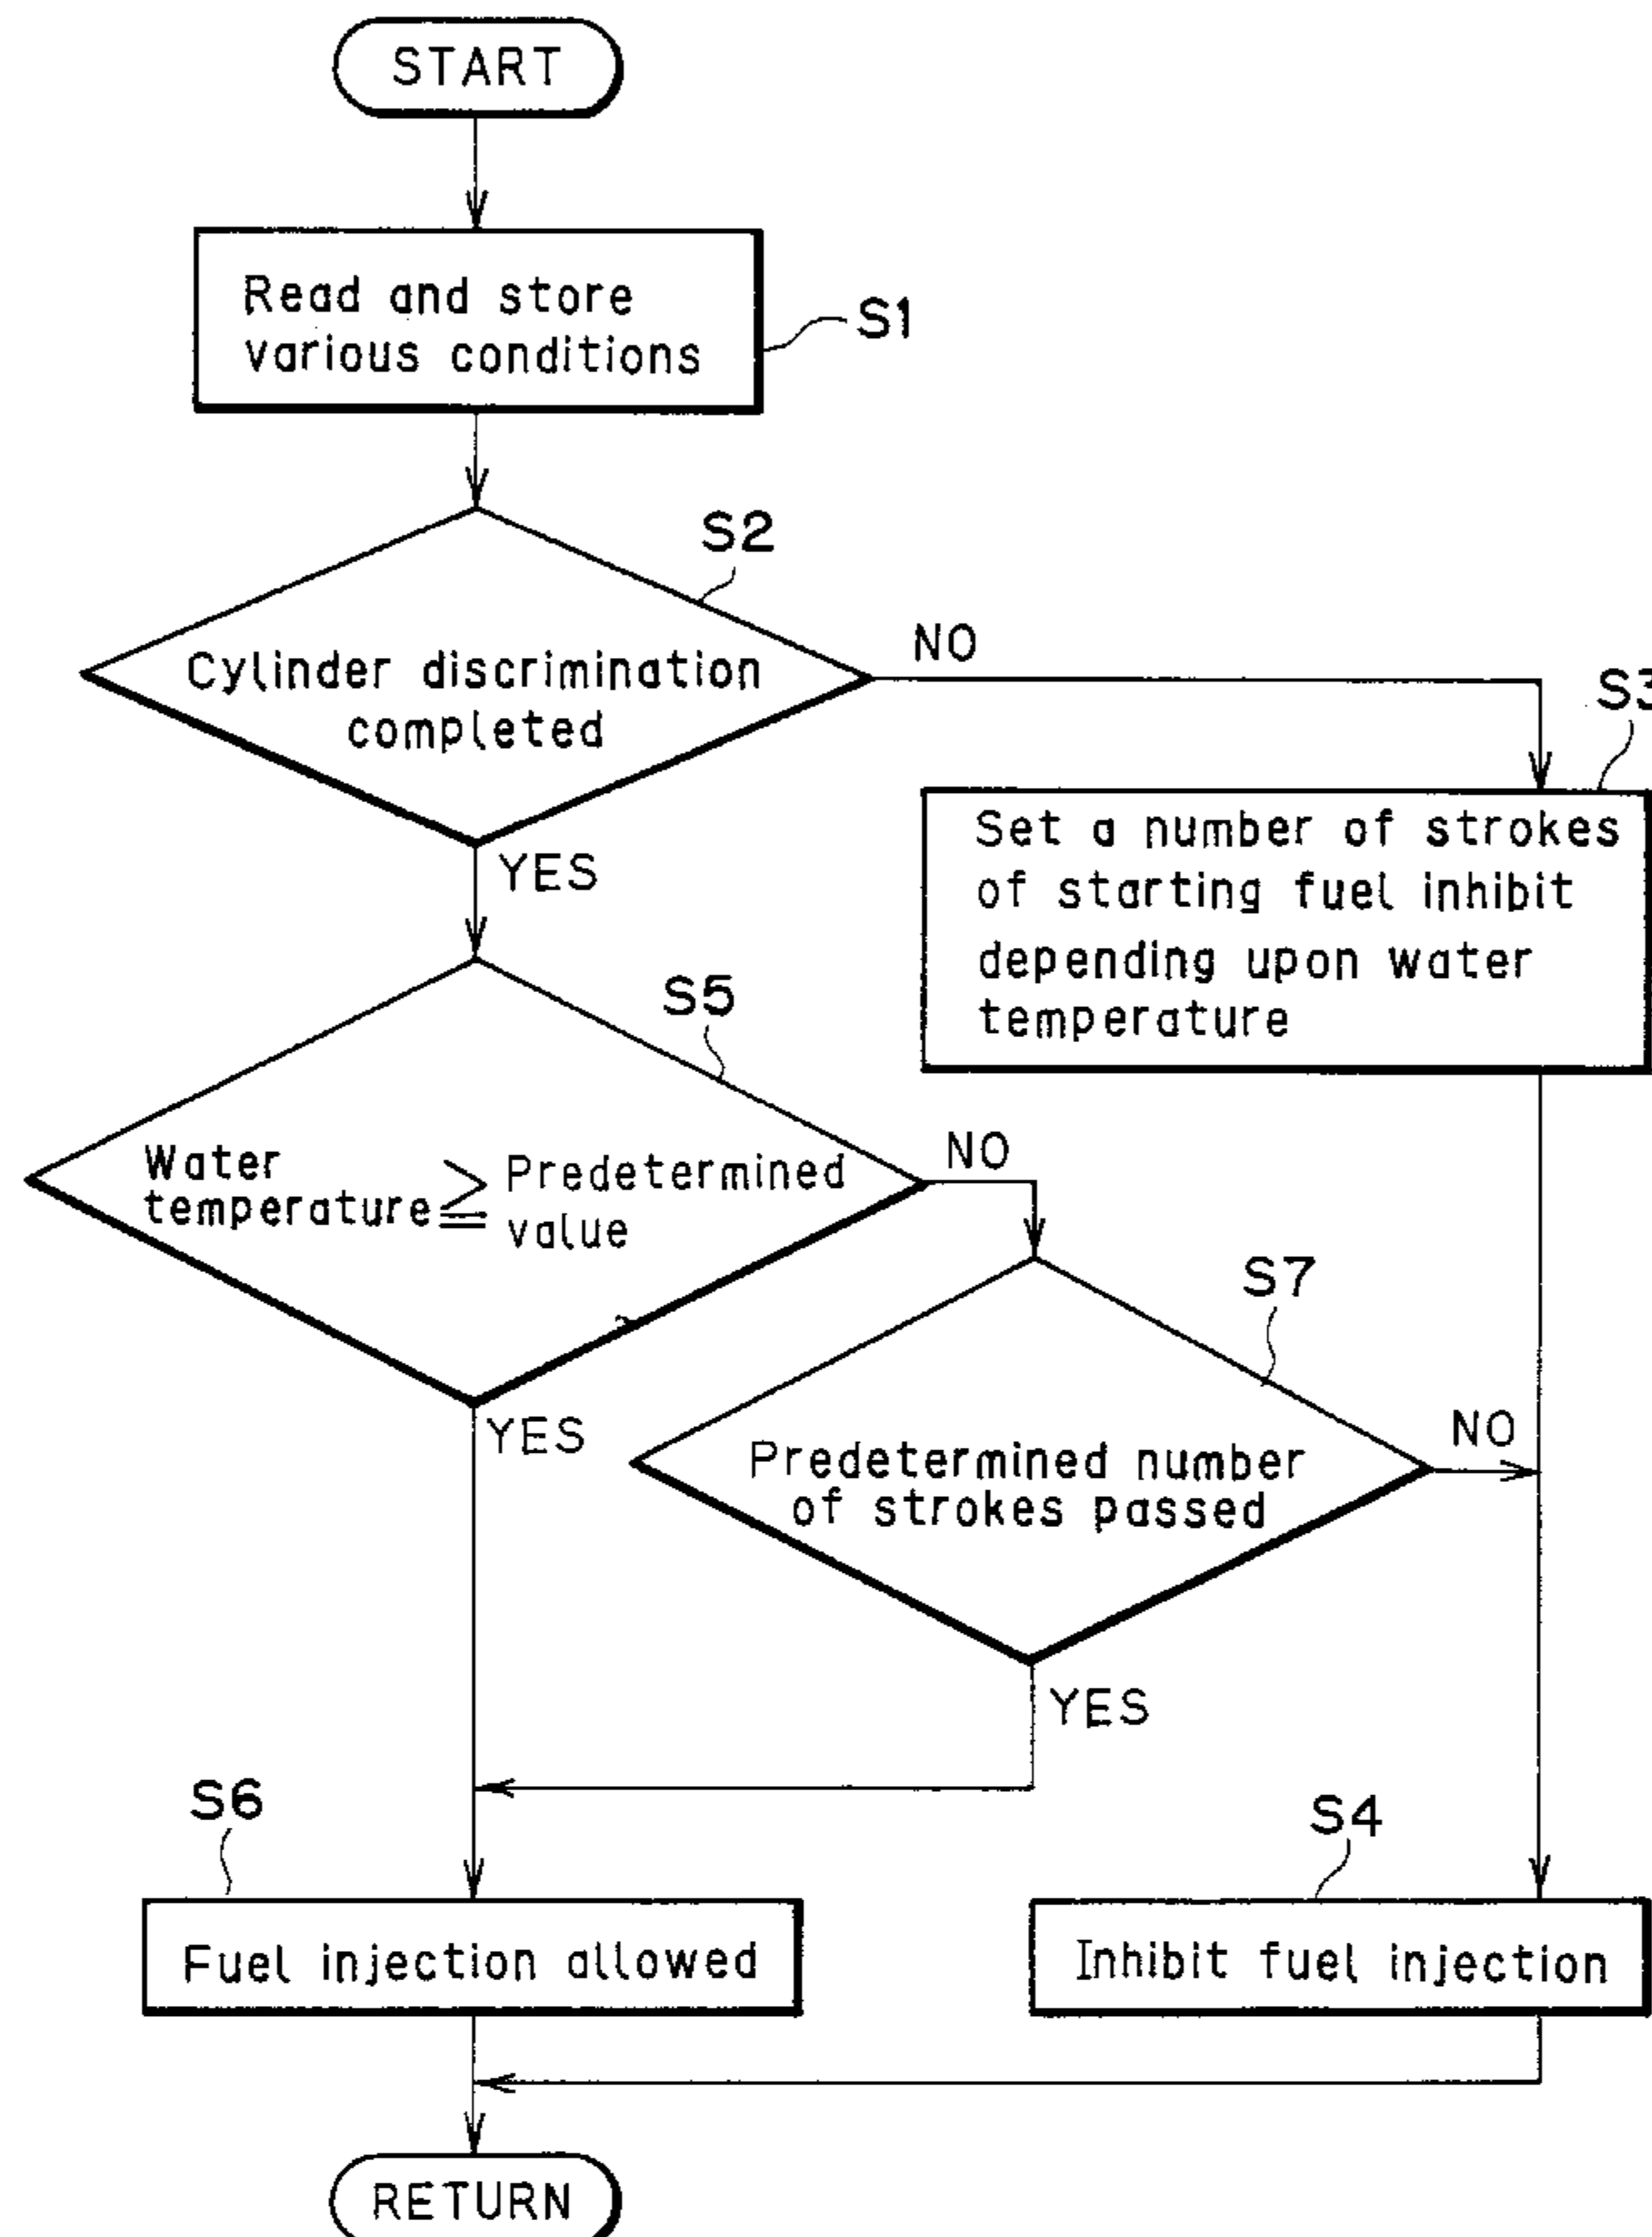 START
Read and store
various conditions
S1
S2
Cylinder discrimination
completed
NO
YES
S3
Set a number of strokes
of starting fuel inhibit
depending upon water
temperature
S5
Water
temperature ≧ Predetermined
value
NO
YES
S7
Predetermined number
of strokes passed
NO
YES
S6
Fuel injection allowed
S4
Inhibit fuel injection
RETURN